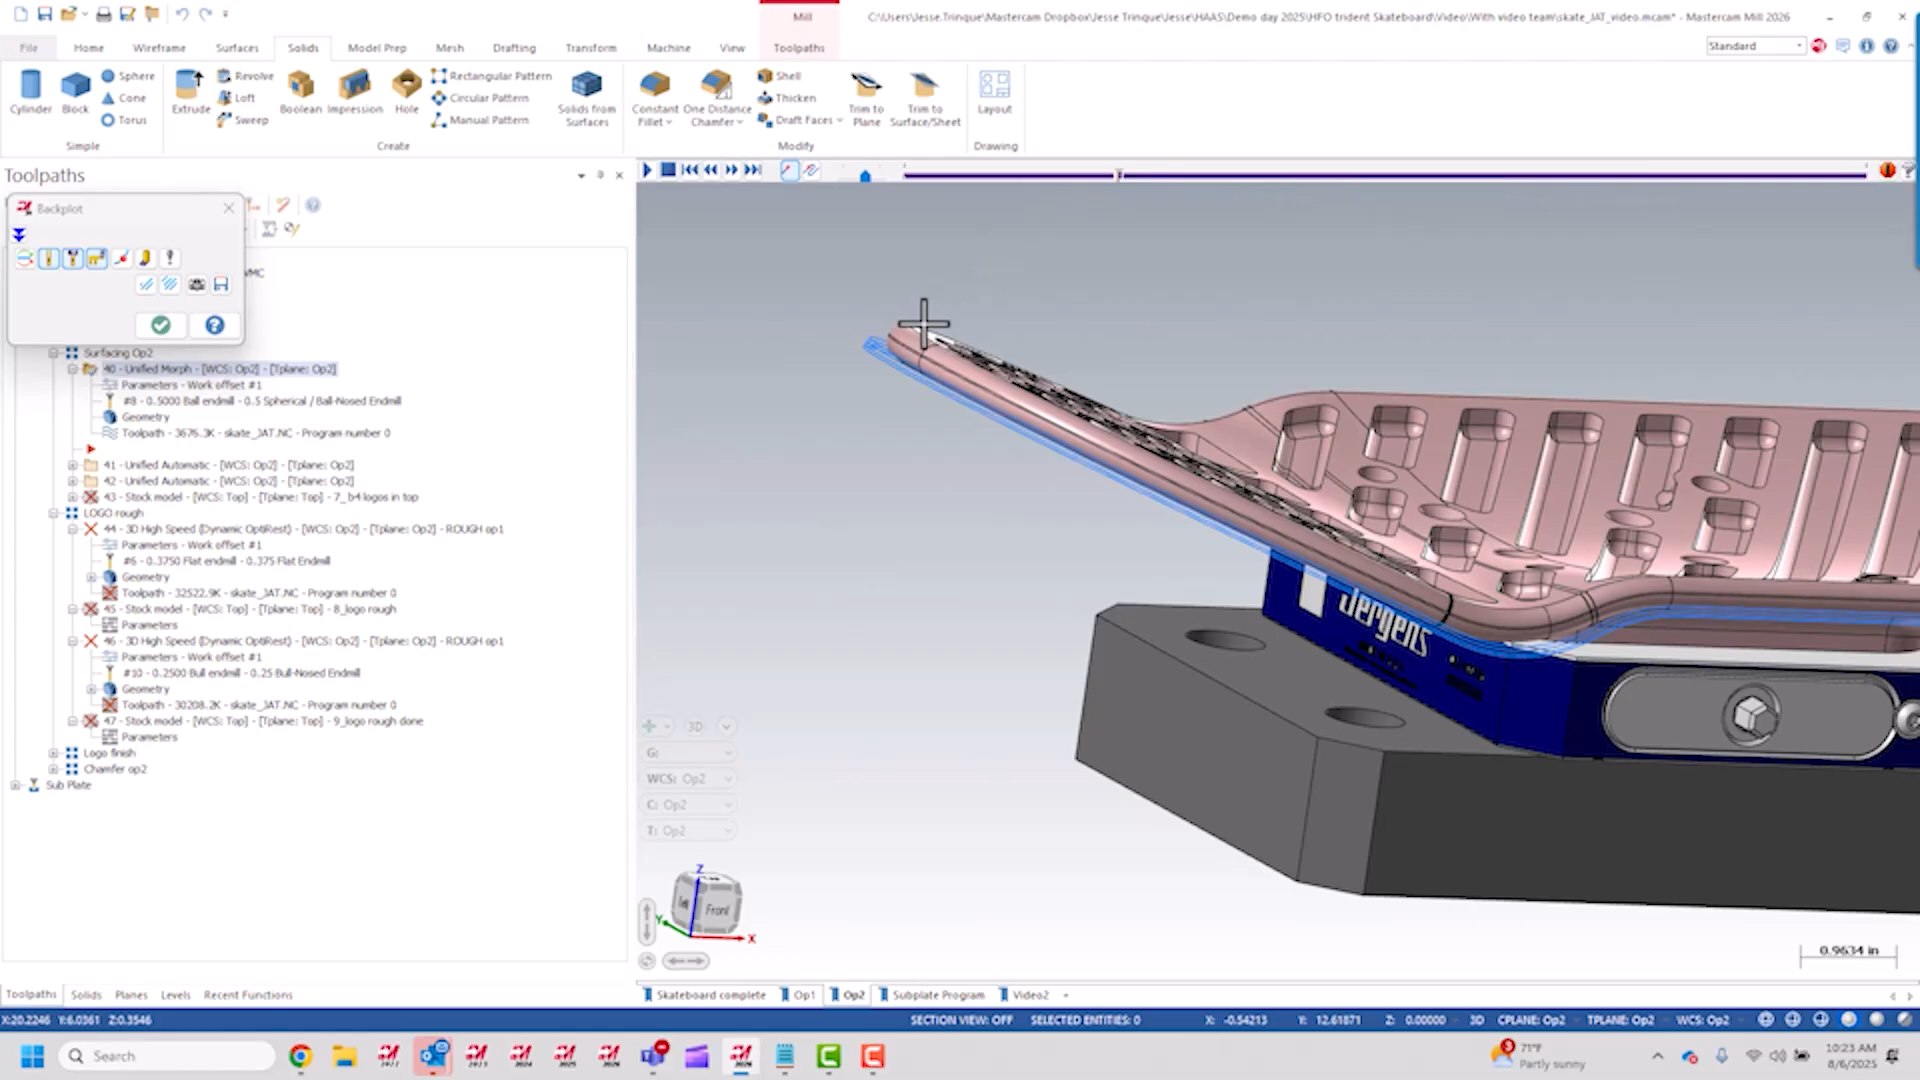 C:\Users\Jesse.Trinque\Mastercam Dropbox\Jesse Trinque\Jesse\HAAS\Demo day 2025\HFO trident Skateboard\Video\With video team\skate_JAT_video.mcam* - Mastercam Mill 2026
Mill
File Home Wireframe Surfaces Solids Model Prep Mesh Drafting Transform Machine View Toolpaths
Standard
Cylinder Block Sphere Cone Torus
Simple
Extrude Revolve Loft Sweep Boolean Impression Hole Rectangular Pattern Circular Pattern Manual Pattern Solids from Surfaces
Create
Constant Fillet One Distance Chamfer Shell Thicken Draft Faces Trim to Plane Trim to Surface/Sheet
Modify
Layout
Drawing
Toolpaths
Backplot
Surfacing Op2
40 - Unified Morph - [WCS: Op2] - [Tplane: Op2]
Parameters - Work offset #1
#8 - 0.5000 Ball endmill - 0.5 Spherical / Ball-Nosed Endmill
Geometry
Toolpath - 3676.3K - skate_JAT.NC - Program number 0
41 - Unified Automatic - [WCS: Op2] - [Tplane: Op2]
42 - Unified Automatic - [WCS: Op2] - [Tplane: Op2]
43 - Stock model - [WCS: Top] - [Tplane: Top] - 7_b4 logos in top
LOGO rough
44 - 3D High Speed (Dynamic OptiRest) - [WCS: Op2] - [Tplane: Op2] - ROUGH op1
Parameters - Work offset #1
#6 - 0.3750 Flat endmill - 0.375 Flat Endmill
Geometry
Toolpath - 32522.9K - skate_JAT.NC - Program number 0
45 - Stock model - [WCS: Top] - [Tplane: Top] - 8_logo rough
Parameters
46 - 3D High Speed (Dynamic OptiRest) - [WCS: Op2] - [Tplane: Op2] - ROUGH op1
Parameters - Work offset #1
#10 - 0.2500 Bull endmill - 0.25 Bull-Nosed Endmill
Geometry
Toolpath - 30208.2K - skate_JAT.NC - Program number 0
47 - Stock model - [WCS: Top] - [Tplane: Top] - 9_logo rough done
Parameters
Logo finish
Chamfer op2
Sub Plate
Jergens
3D
G:
WCS: Op2
C: Op2
T: Op2
Z
Front
Y
X
0.9634 in
Toolpaths Solids Planes Levels Recent Functions
Skateboard complete Op1 Op2 Subplate Program Video2
X:20.2246 Y:6.0361 Z:0.3546
SECTION VIEW: OFF SELECTED ENTITIES: 0 X: -0.54213 Y: 12.61871 Z: 0.00000 3D CPLANE: Op2 TPLANE: Op2 WCS: Op2
Search
71°F
Partly sunny
10:23 AM
8/6/2025